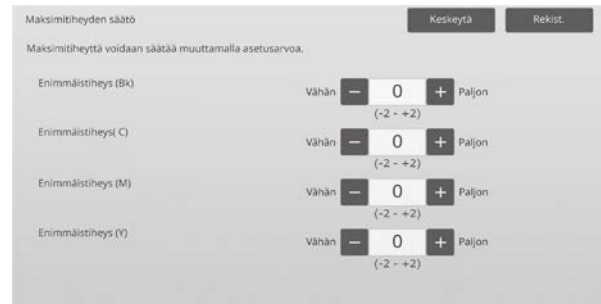 Maksimitiheyden säätö Keskeytä Rekist.
Maksimitiheyttä voidaan säätää muuttamalla asetusarvoa.
Enimmäistiheys (Bk) Vähän − 0 + Paljon
(-2 - +2)
Enimmäistiheys( C) Vähän − 0 + Paljon
(-2 - +2)
Enimmäistiheys (M) Vähän − 0 + Paljon
(-2 - +2)
Enimmäistiheys (Y) Vähän − 0 + Paljon
(-2 - +2)